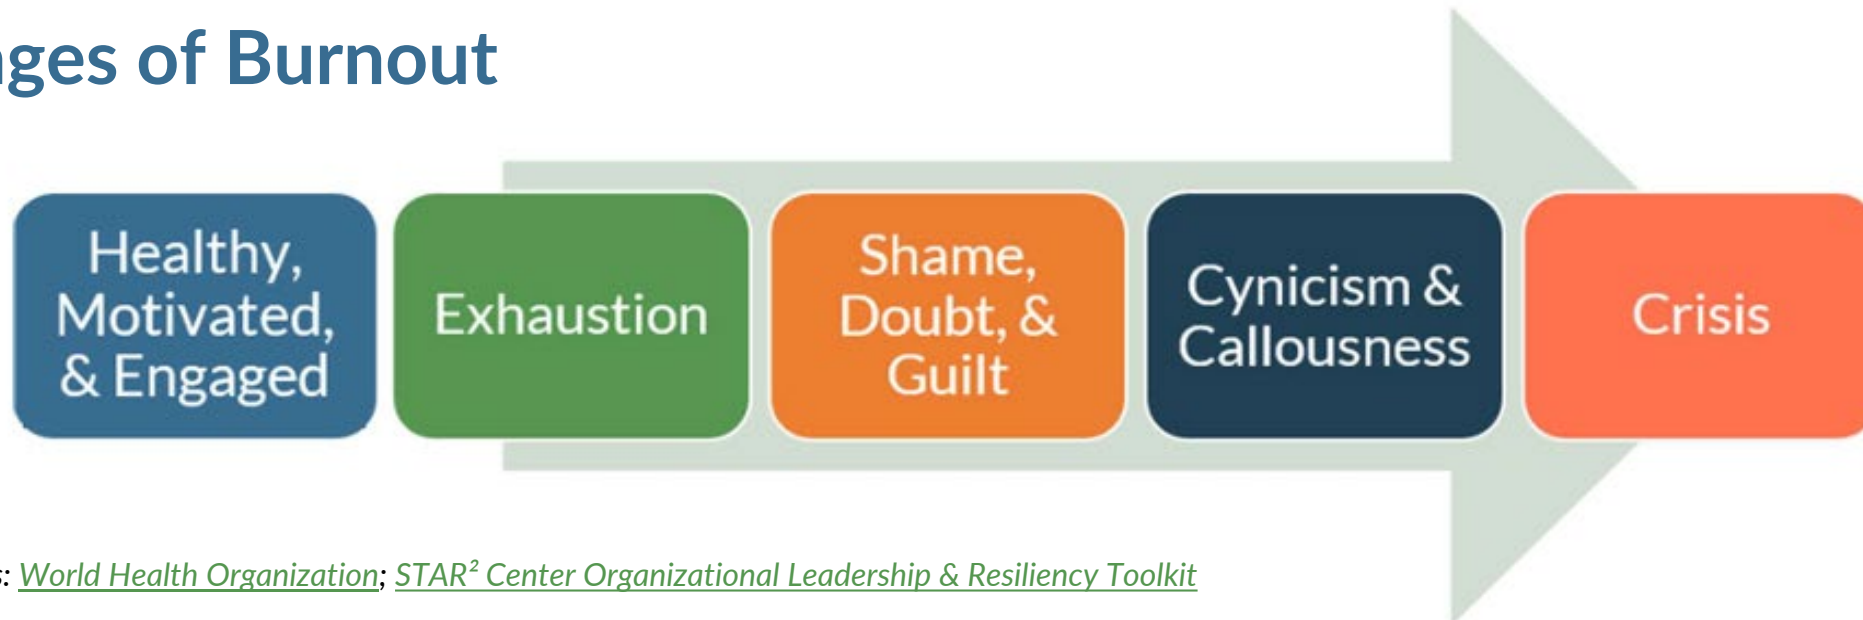 ges of Burnout
Healthy,
Motivated,
& Engaged
Exhaustion
Shame,
Doubt, &
Guilt
Cynicism &
Callousness
Crisis
: World Health Organization; STAR² Center Organizational Leadership & Resiliency Toolkit